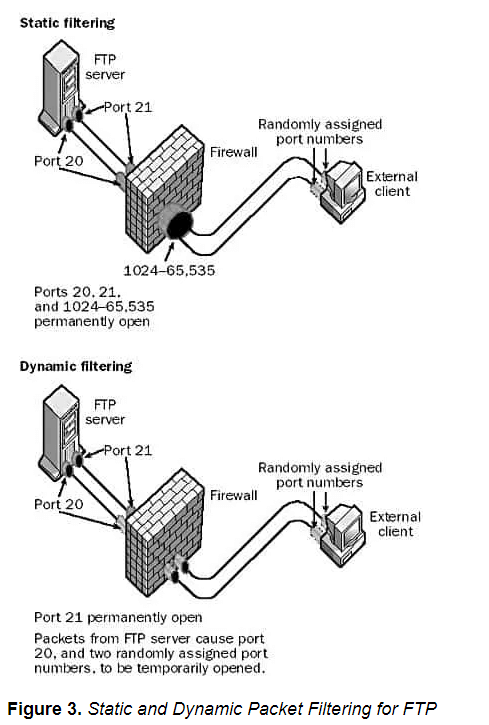 Static filtering
FTP
server
Port 21
Port 20
Firewall
Randomly assigned
port numbers
External
client
1024–65,535
Ports 20, 21,
and 1024–65,535
permanently open
Dynamic filtering
FTP
server
Port 21
Port 20
Firewall
Randomly assigned
port numbers
External
client
Port 21 permanently open
Packets from FTP server cause port
20, and two randomly assigned port
numbers, to be temporarily opened.
Figure 3. Static and Dynamic Packet Filtering for FTP